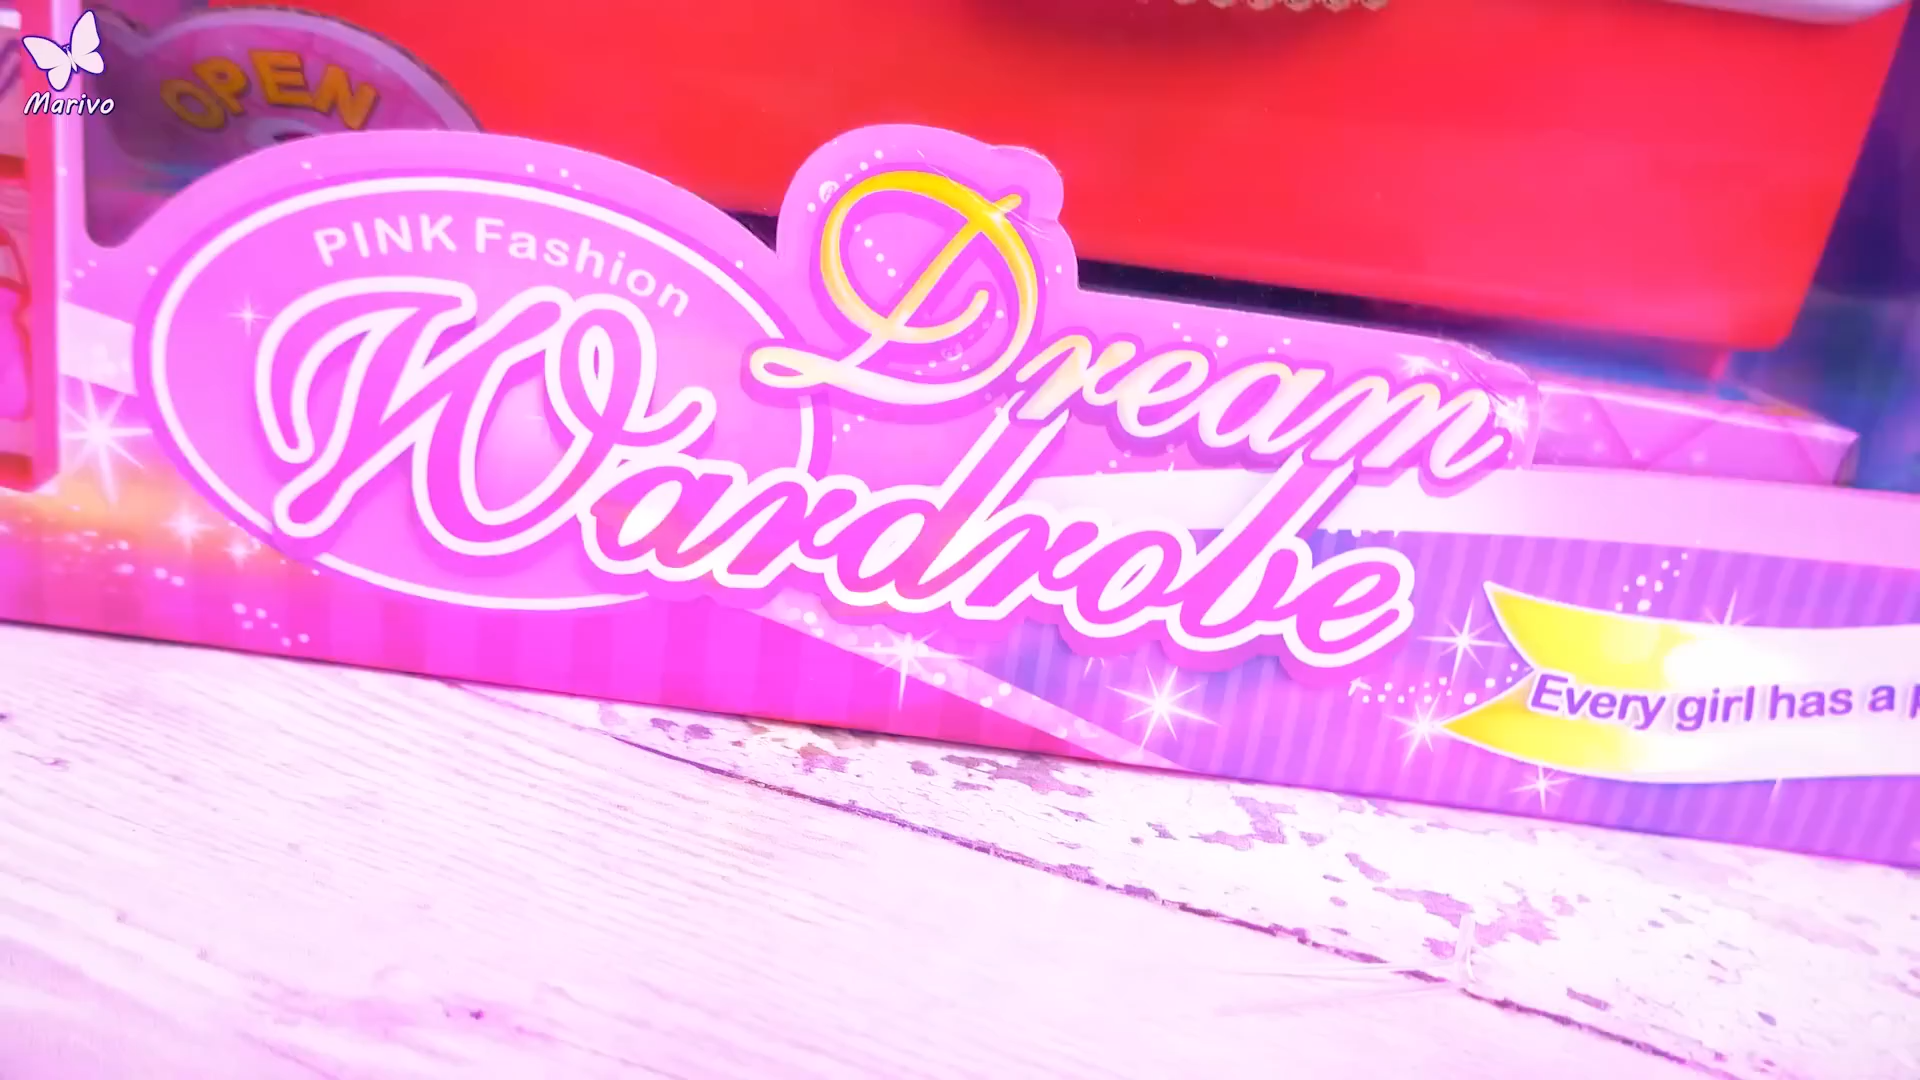 Marivo
OPEN
PINK Fashion
Dream
Wardrobe
Every girl has a